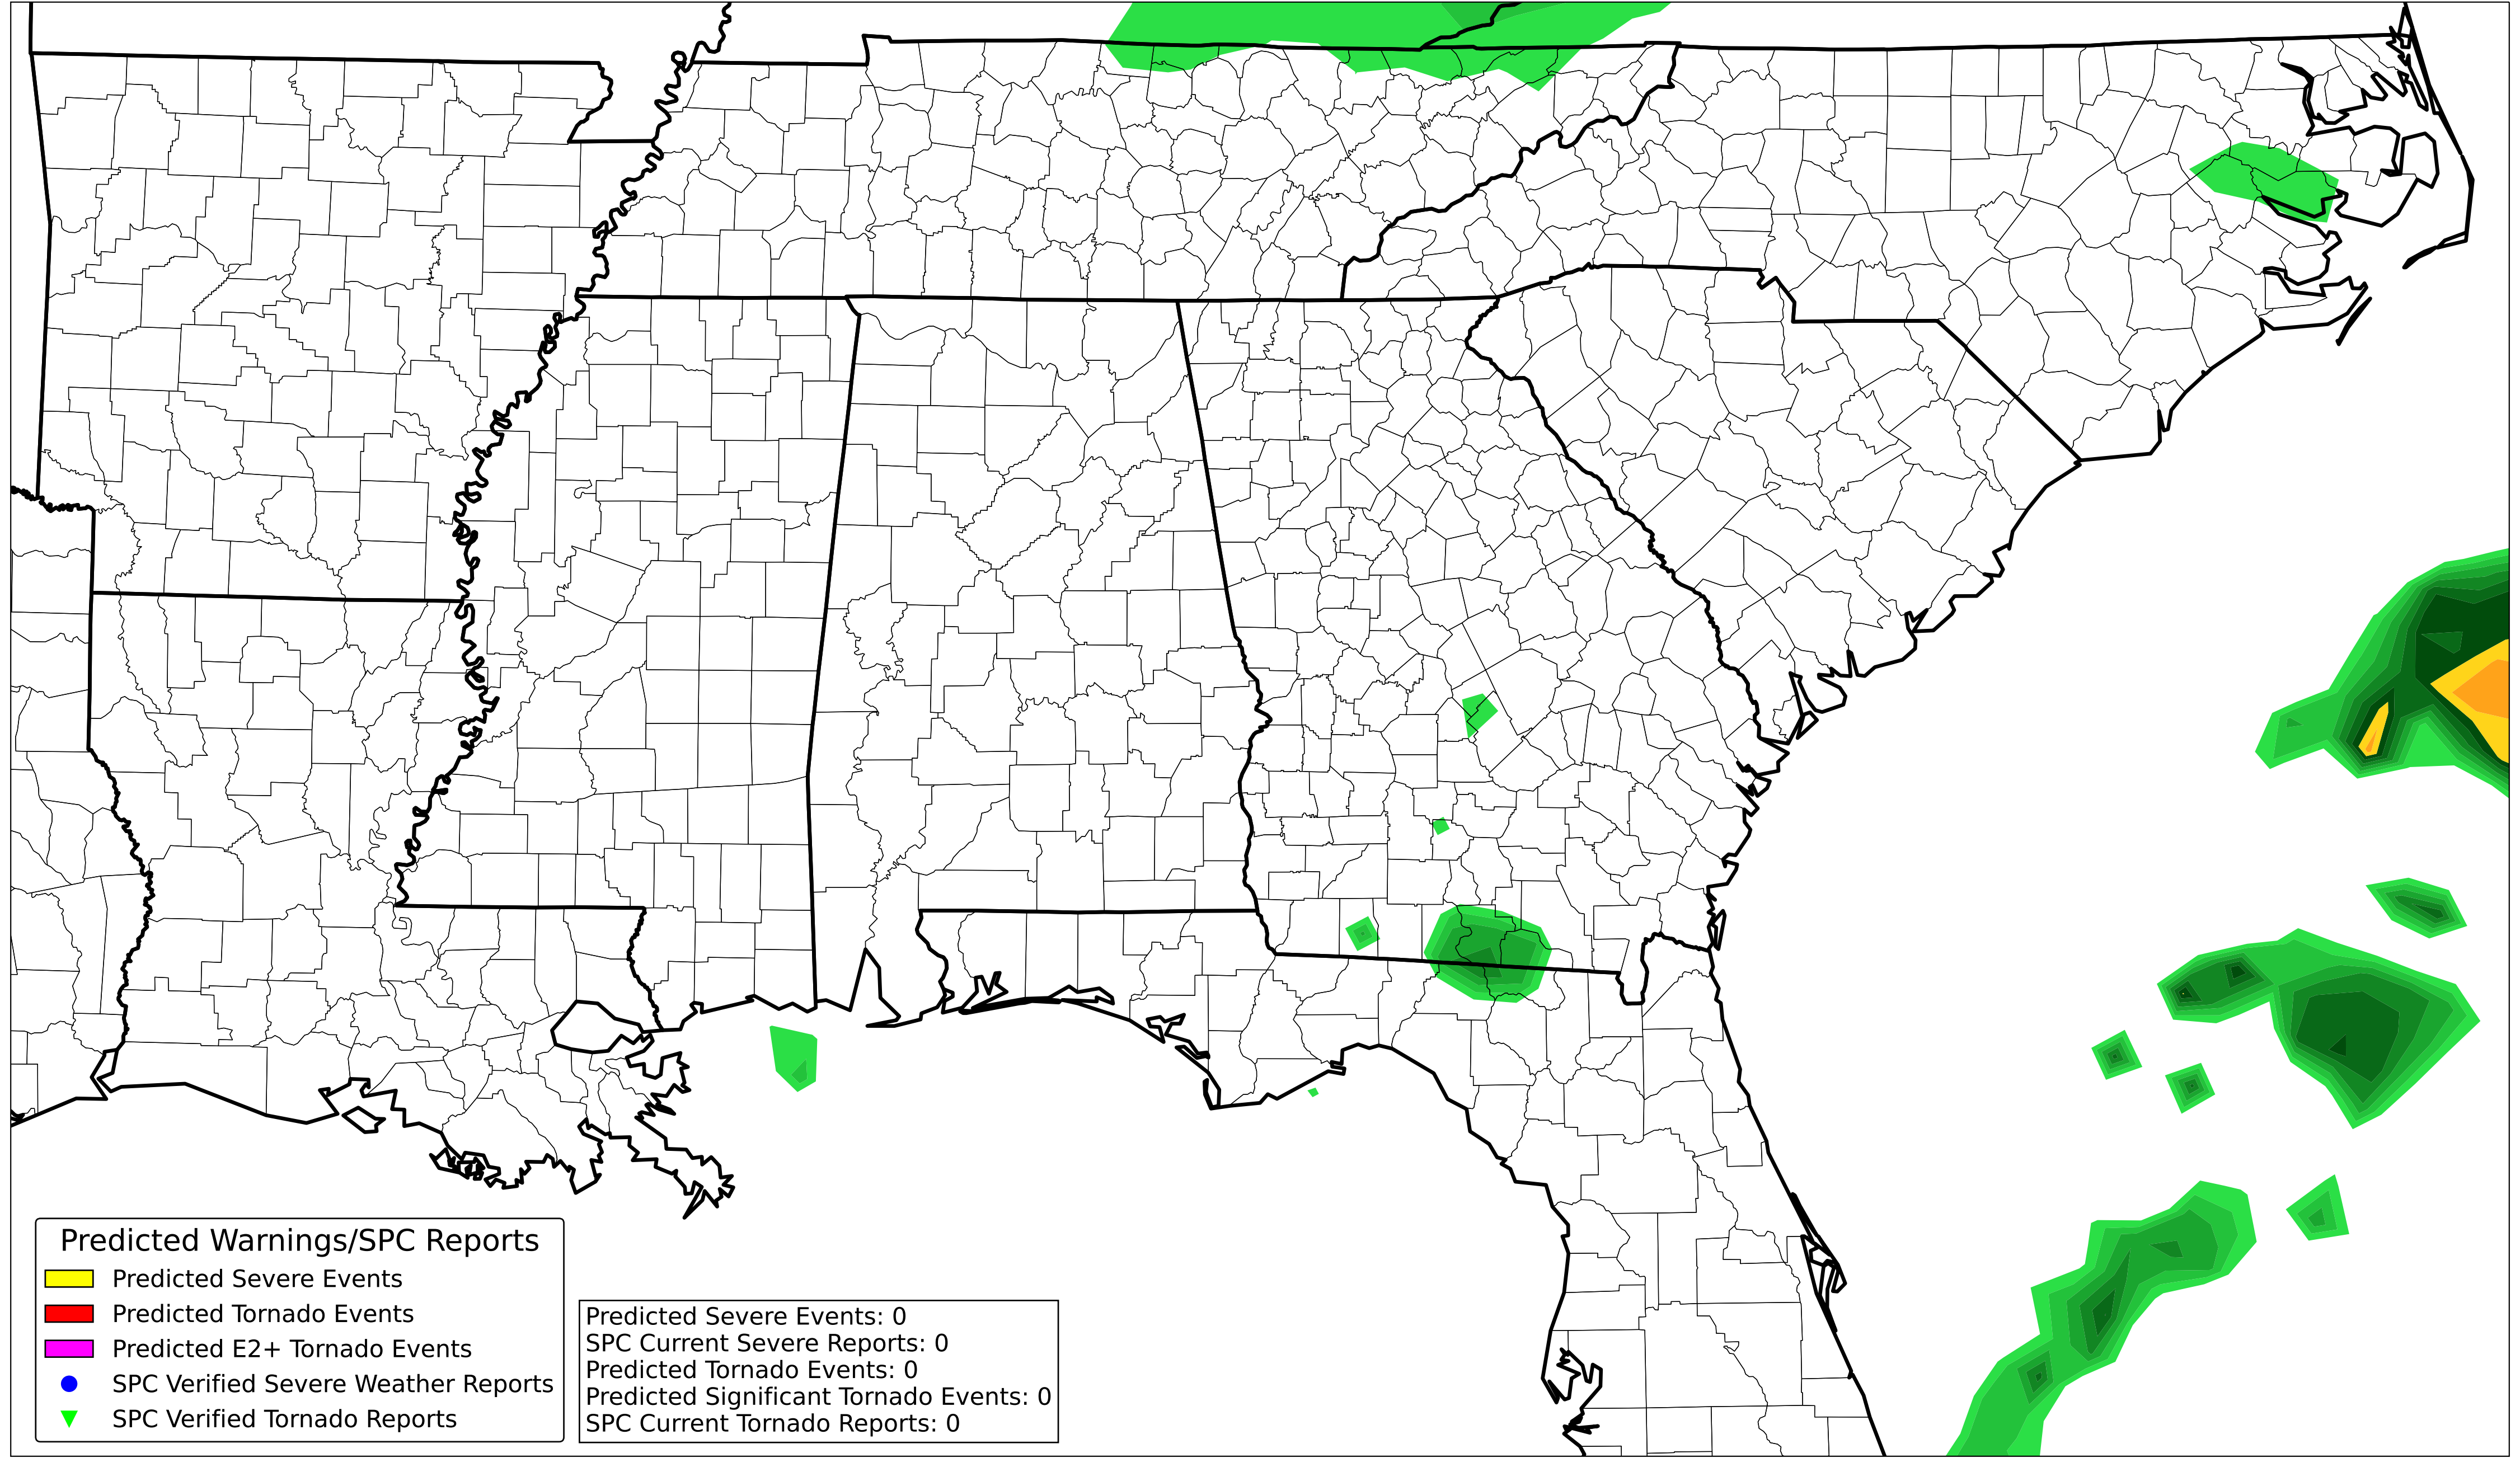 Predicted Warnings/SPC Reports
Predicted Severe Events
Predicted Tornado Events
Predicted E2+ Tornado Events
SPC Verified Severe Weather Reports
SPC Verified Tornado Reports
Predicted Severe Events: 0
SPC Current Severe Reports: 0
Predicted Tornado Events: 0
Predicted Significant Tornado Events: 0
SPC Current Tornado Reports: 0